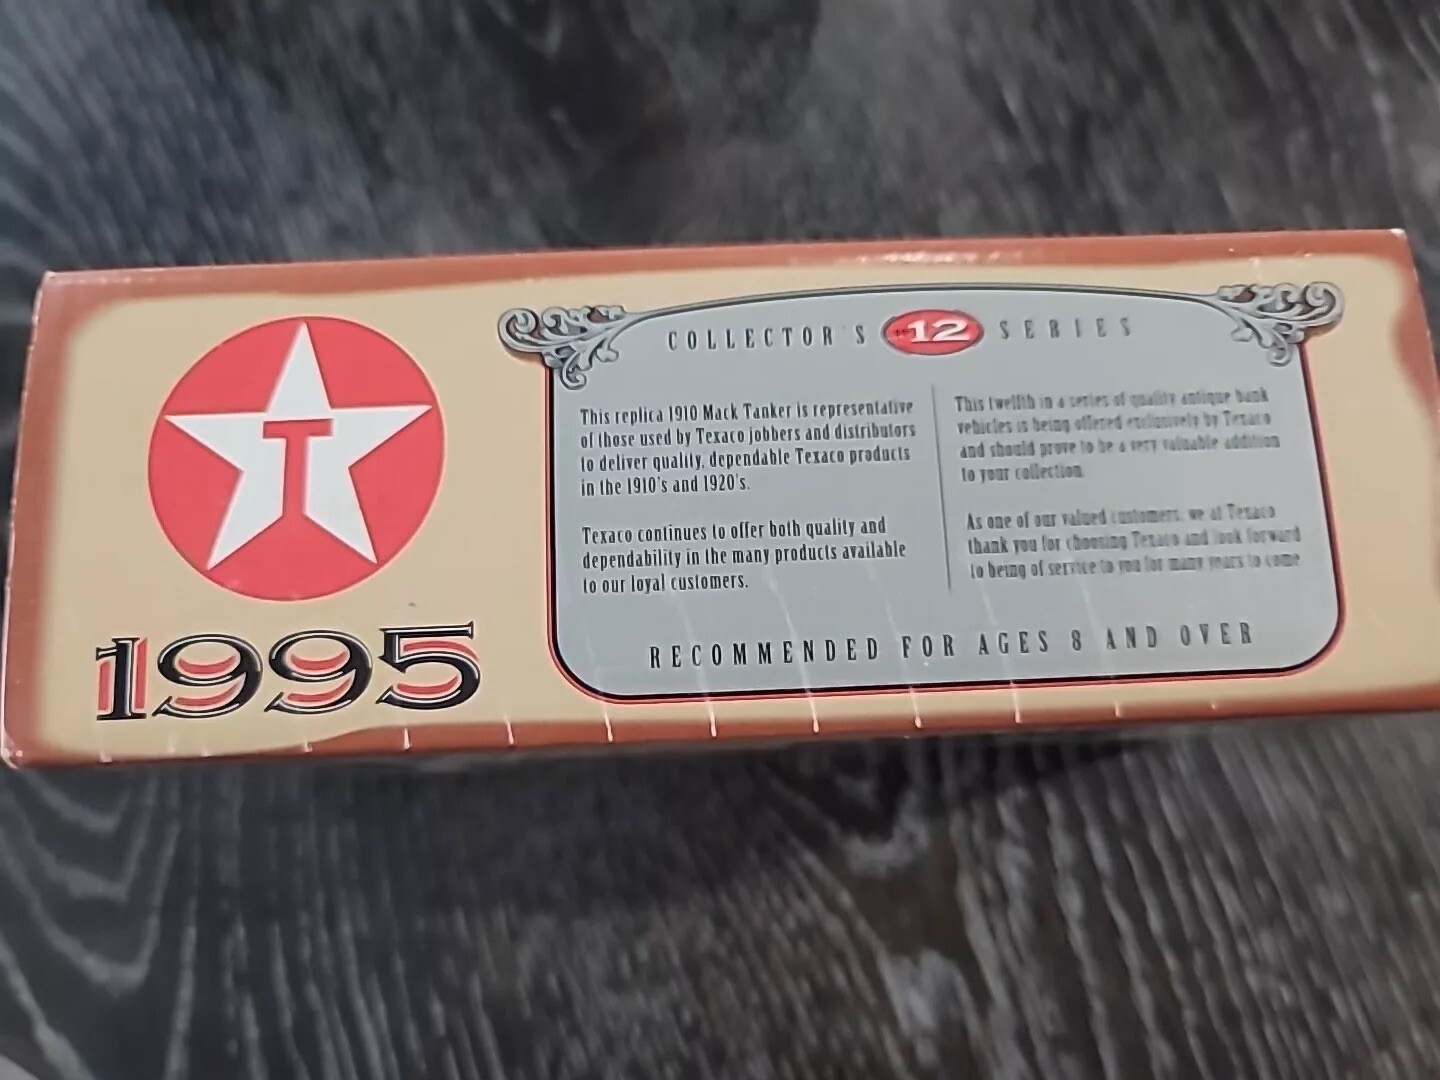 COLLECTOR'S #12 SERIES
This replica 1910 Mack Tanker is representative
of those used by Texaco jobbers and distributors
to deliver quality, dependable Texaco products
in the 1910's and 1920's.
Texaco continues to offer both quality and
dependability in the many products available
to our loyal customers.
This twelfth in a series of quality antique bank
vehicles is being offered exclusively by Texaco
and should prove to be a very valuable addition
to your collection.
As one of our valued customers, we at Texaco
thank you for choosing Texaco and look forward
to being of service to you for many years to come
RECOMMENDED FOR AGES 8 AND OVER
T
1995